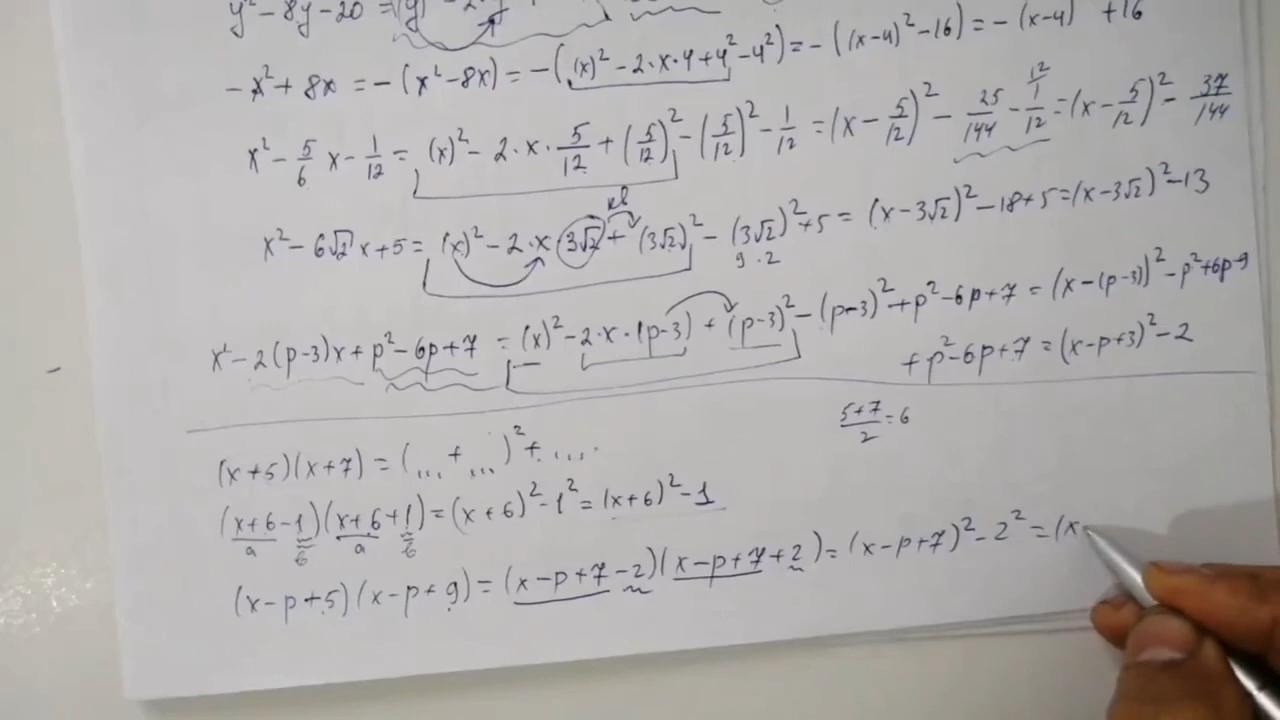 y² - 8y - 20 = (y)² - 2 · y
- x² + 8x = - (x² - 8x) = - ((x)² - 2 · x · 4 + 4² - 4²) = - ((x-4)² - 16) = - (x-4) + 16
x² - 5/6 x - 1/12 = (x)² - 2 · x · 5/12 + (5/12)² - (5/12)² - 1/12 = (x - 5/12)² - 25/144 - 12/1/12 = (x - 5/12)² - 37/144
x² - 6√2 x + 5 = (x)² - 2 · x · 3√2 + (3√2)² - (3√2)² + 5 = (x - 3√2)² - 18 + 5 = (x - 3√2)² - 13
9 · 2
x² - 2(p-3)x + p² - 6p + 7 = (x)² - 2 · x · (p-3) + (p-3)² - (p-3)² + p² - 6p + 7 = (x - (p-3))² - p² + 6p - 9
+ p² - 6p + 7 = (x - p + 3)² - 2
5+7/2 = 6
(x+5)(x+7) = (... + ...)² + ....
(x+6-1)(x+6+1) = (x+6)² - 1² = (x+6)² - 1
a б a б
(x-p+5)(x-p+9) = (x-p+7-2)(x-p+7+2) = (x-p+7)² - 2² = (x